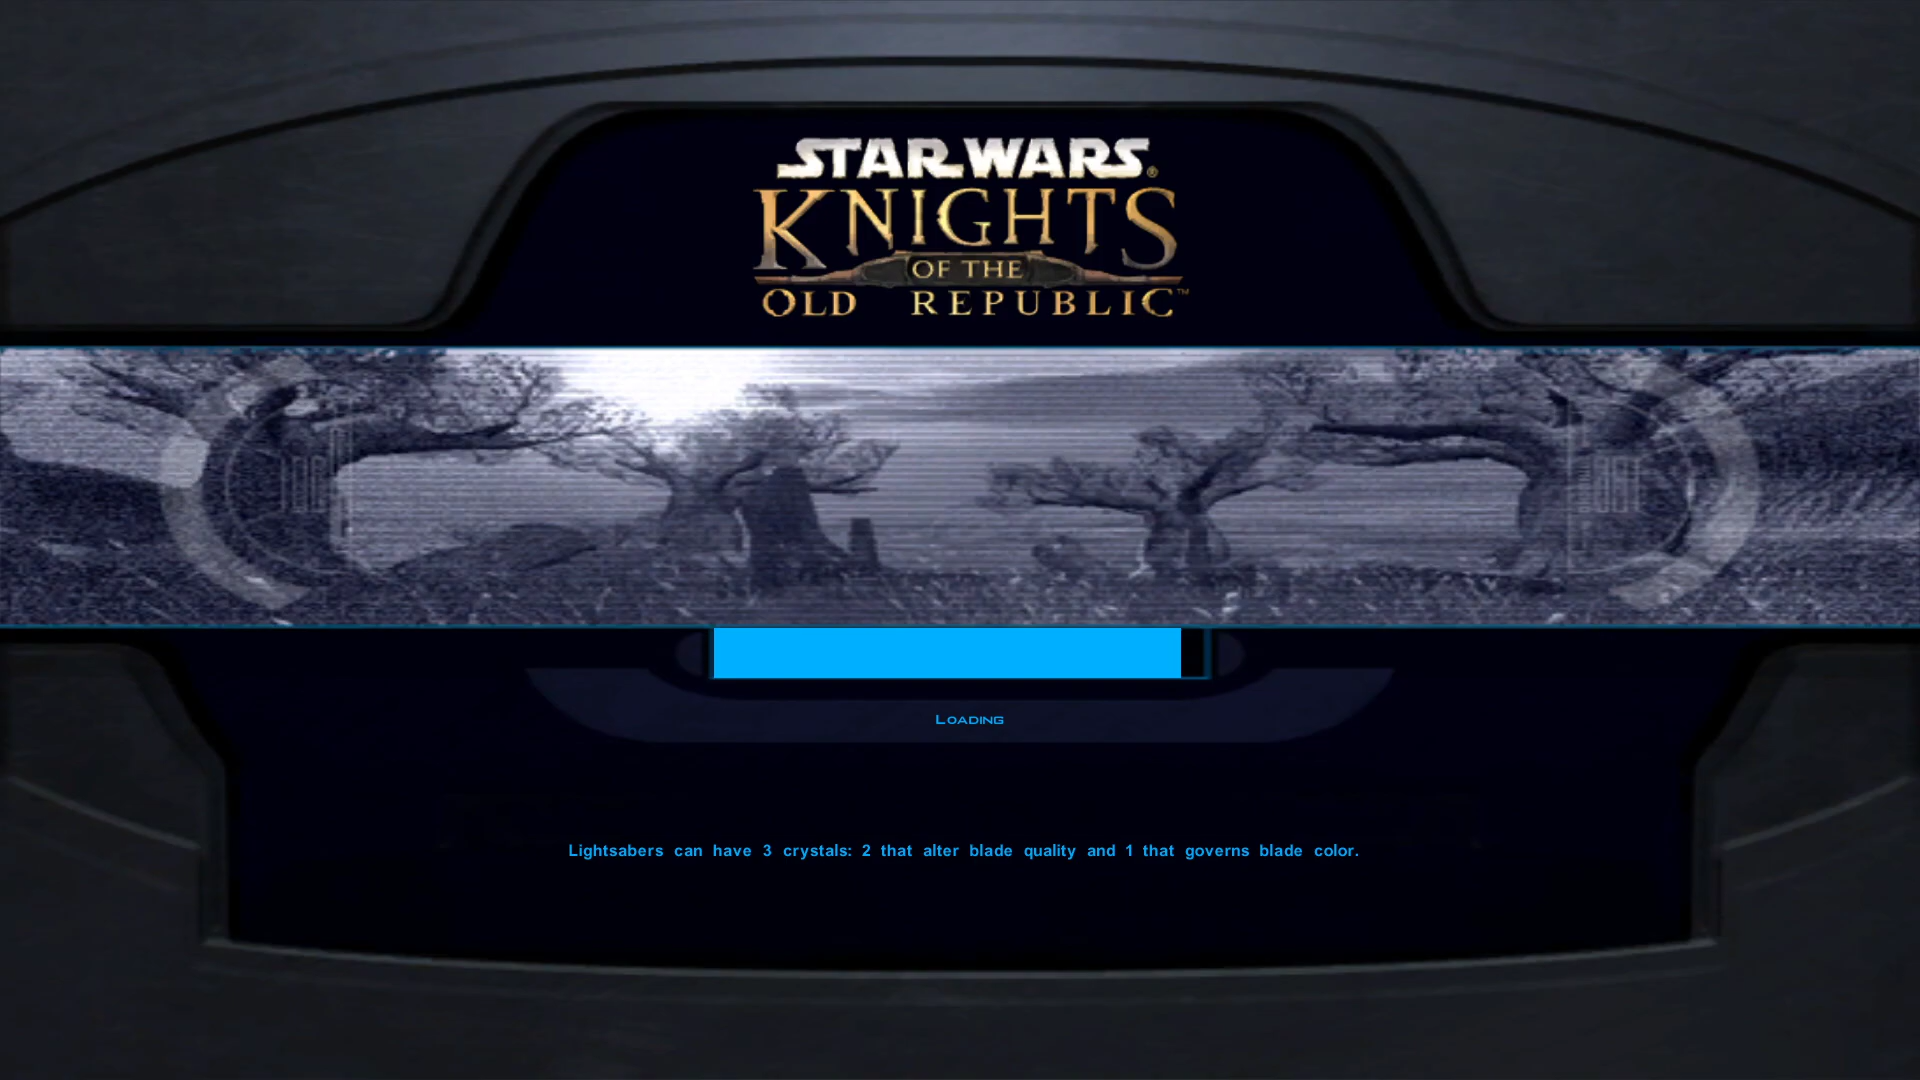 STAR WARS®
KNIGHTS
OF THE
OLD REPUBLIC™
LOADING
Lightsabers can have 3 crystals: 2 that alter blade quality and 1 that governs blade color.